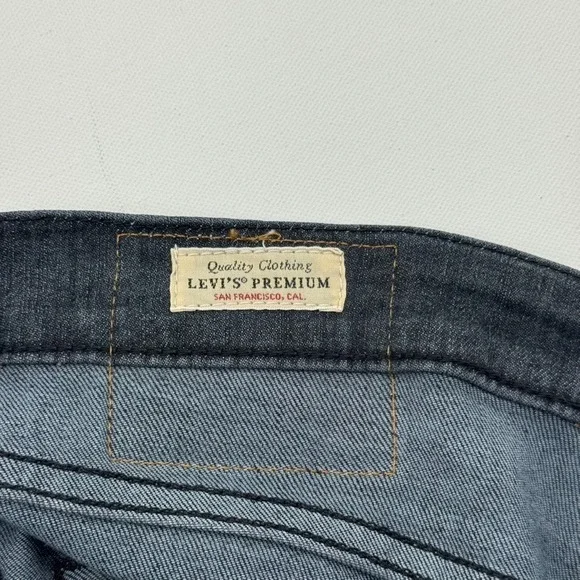 Quality Clothing
LEVI'S® PREMIUM
SAN FRANCISCO, CAL.